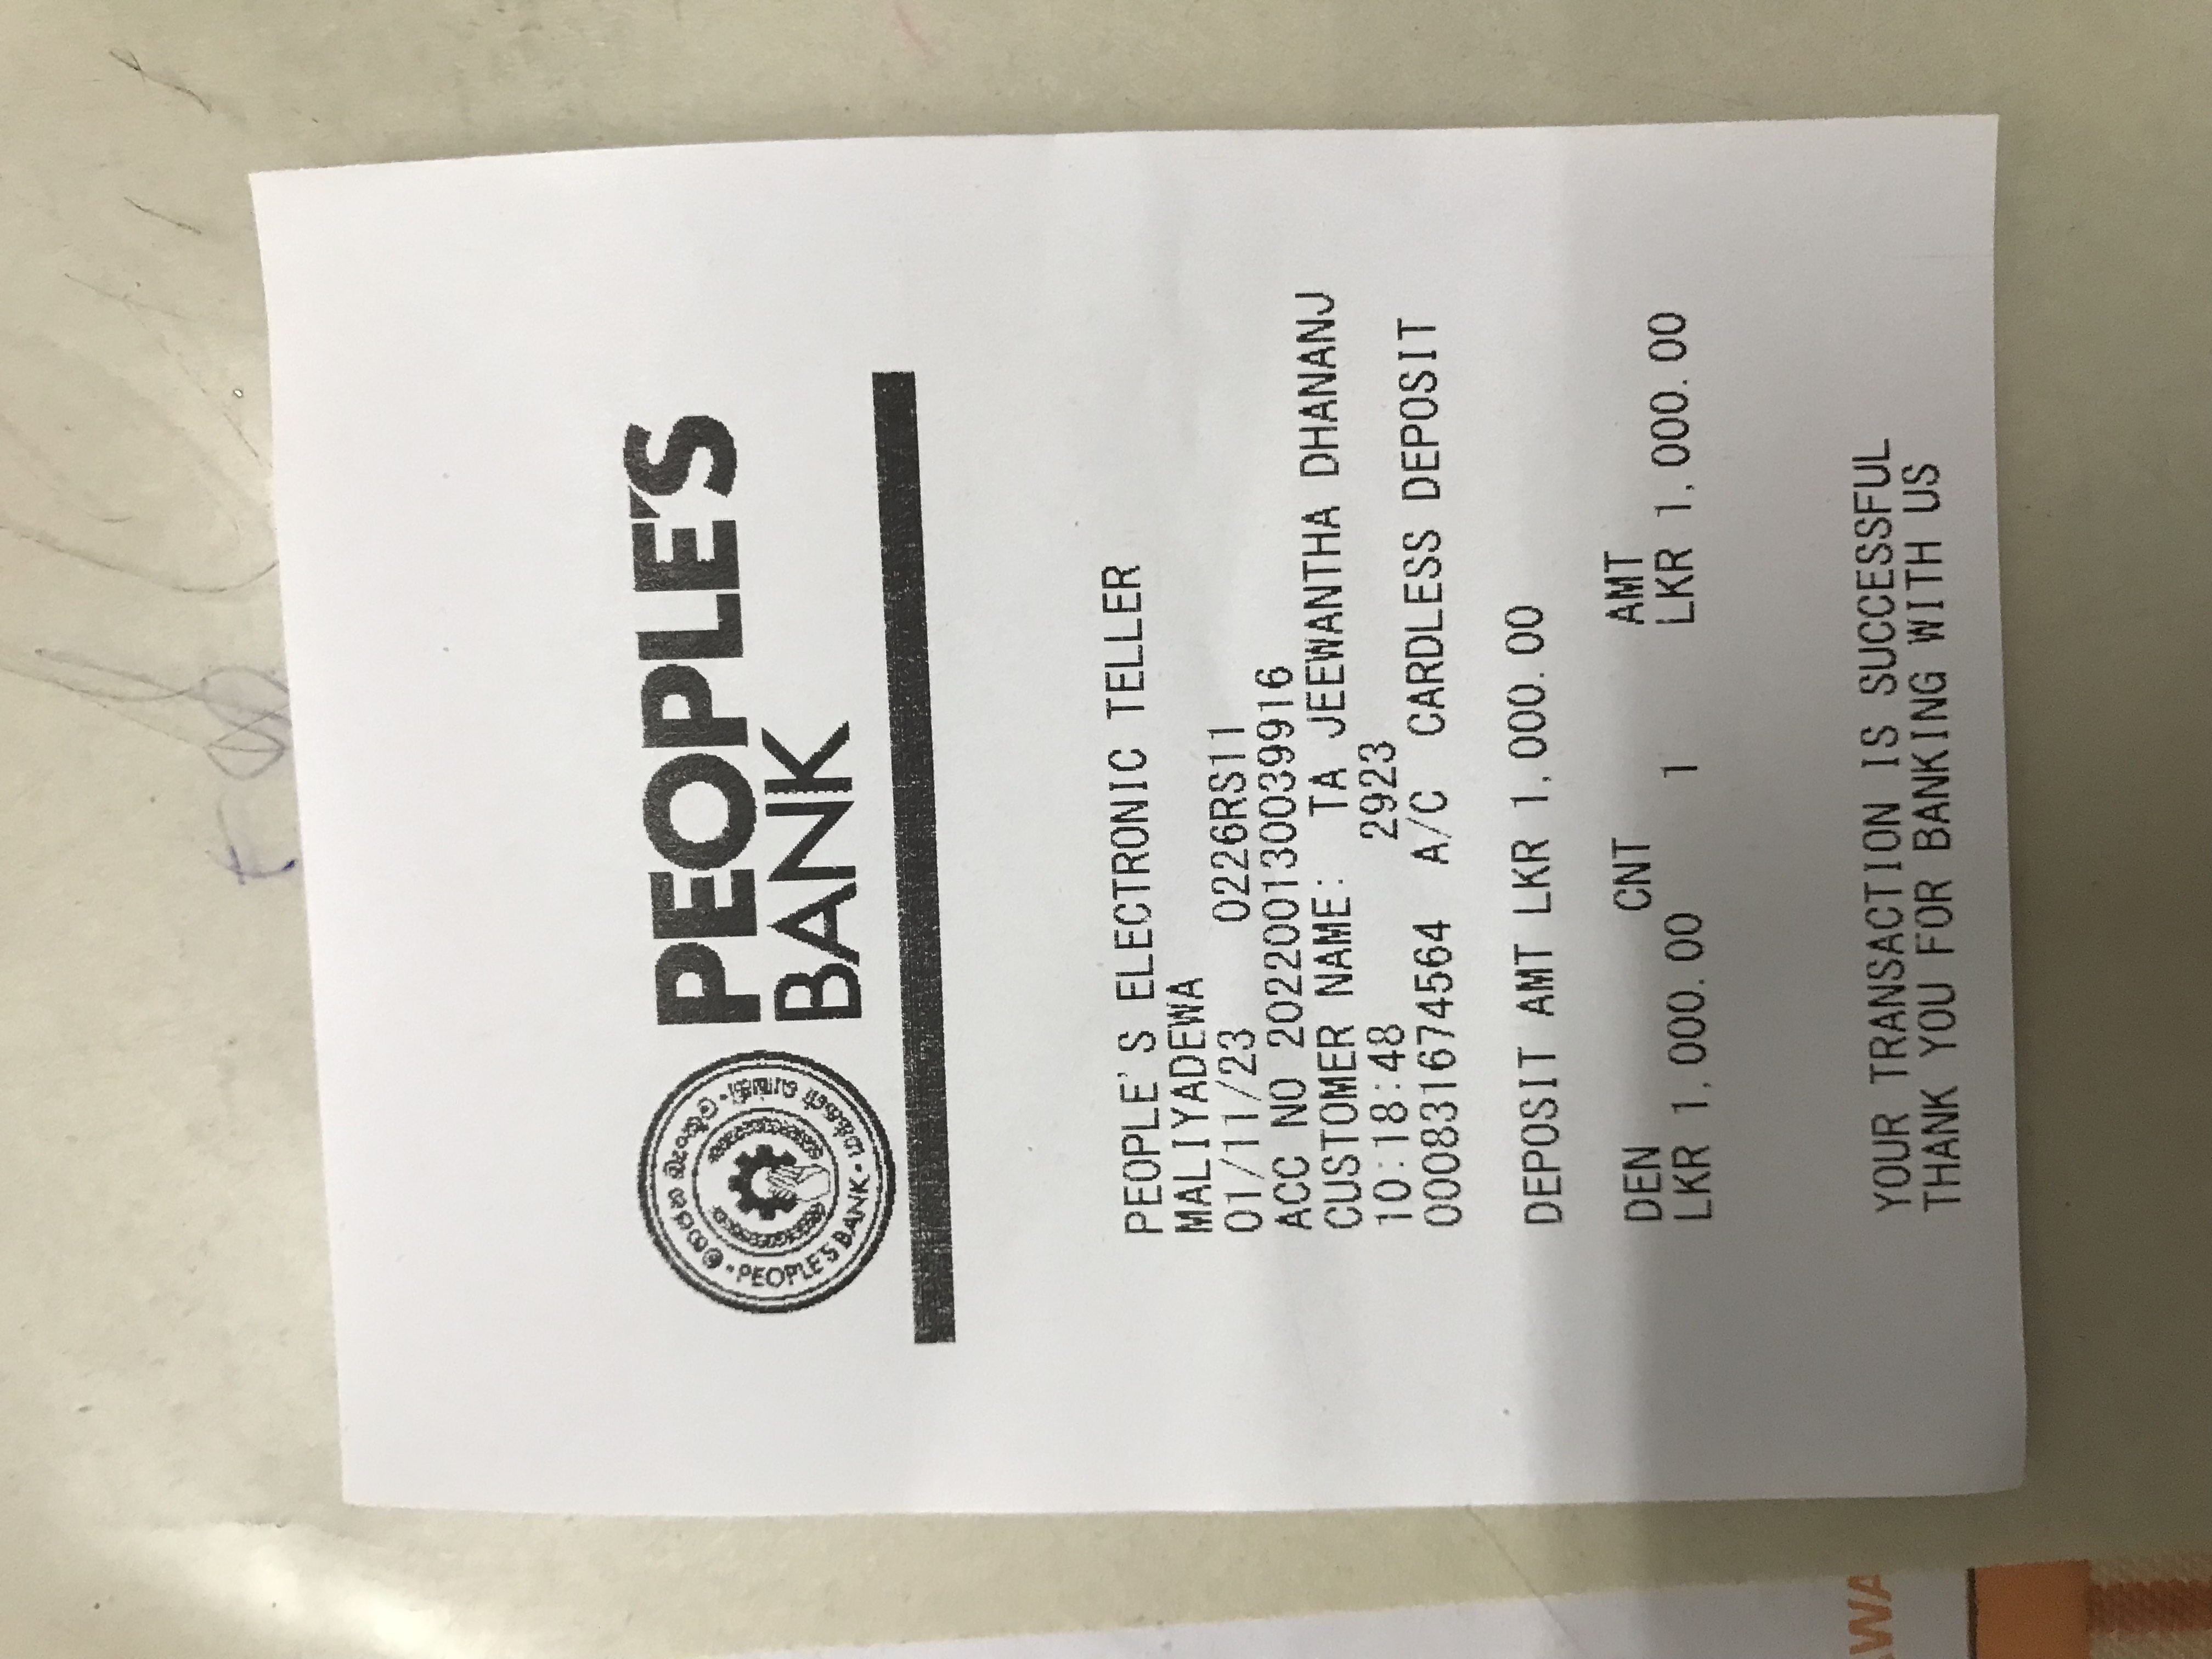 PEOPLE'S
BANK
PEOPLE'S BANK
PEOPLE'S ELECTRONIC TELLER
MALIYADEWA
01/11/23 0226RS11
ACC NO 202200130039916
CUSTOMER NAME: TA JEEWANTHA DHANANJ
10:18:48 2923
000831674564 A/C CARDLESS DEPOSIT
DEPOSIT AMT LKR 1,000.00
DEN CNT AMT
LKR 1,000.00 1 LKR 1,000.00
YOUR TRANSACTION IS SUCCESSFUL
THANK YOU FOR BANKING WITH US